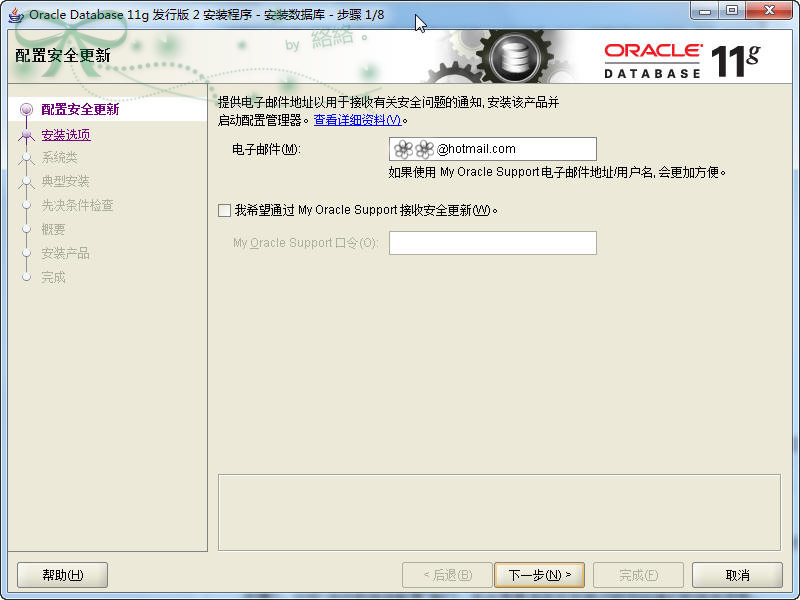 Oracle Database 11g 发行版 2 安装程序 - 安装数据库 - 步骤 1/8
by 絡絡。
配置安全更新
ORACLE
DATABASE 11g
配置安全更新
安装选项
系统类
典型安装
先决条件检查
概要
安装产品
完成
提供电子邮件地址以用于接收有关安全问题的通知, 安装该产品并
启动配置管理器。查看详细资料(V)。
电子邮件(M):
@hotmail.com
如果使用 My Oracle Support 电子邮件地址/用户名, 会更加方便。
我希望通过 My Oracle Support 接收安全更新(W)。
My Oracle Support 口令(O):
帮助(H)
< 后退(B)
下一步(N) >
完成(F)
取消